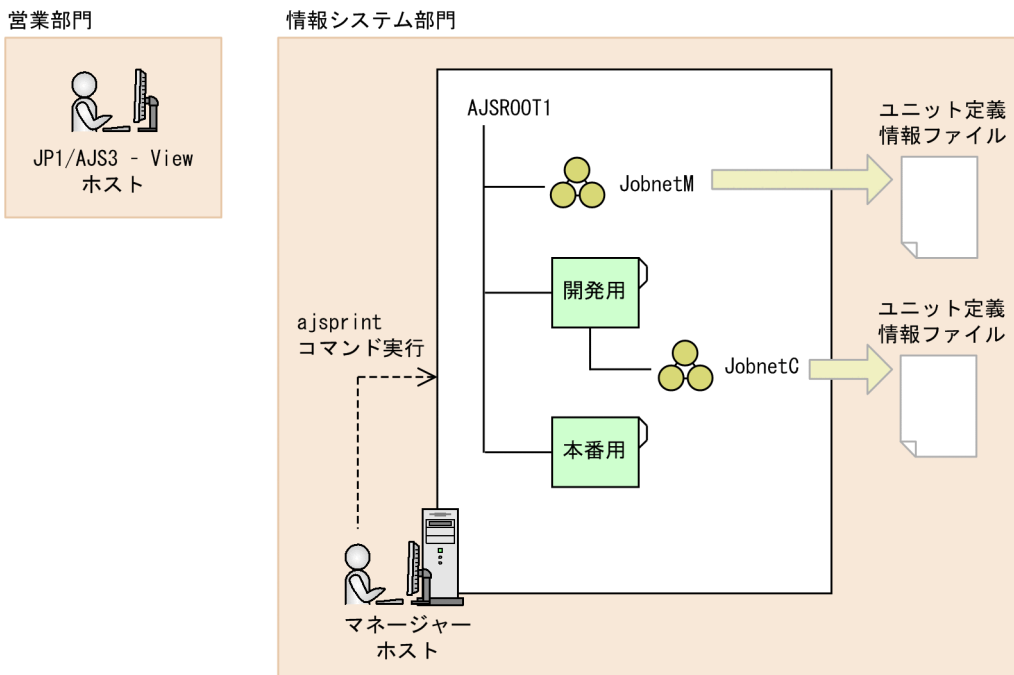 営業部門
情報システム部門
JP1/AJS3 - View
ホスト
AJSROOT1
JobnetM
ユニット定義
情報ファイル
開発用
ajsprint
コマンド実行
JobnetC
ユニット定義
情報ファイル
本番用
マネージャー
ホスト